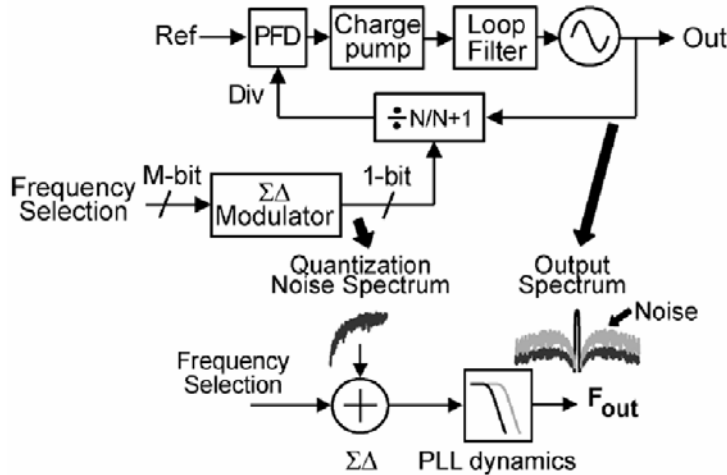 Ref
PFD
Charge
pump
Loop
Filter
Out
Div
÷ N/N+1
M-bit
1-bit
Frequency
Selection
ΣΔ
Modulator
Quantization
Noise Spectrum
Output
Spectrum
Noise
Frequency
Selection
+
Fout
ΣΔ
PLL dynamics